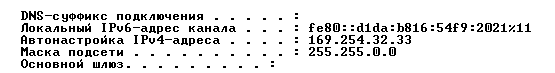 DNS-суффикс подключения . . . . . :
Локальный IPv6-адрес канала . . . : fe80::d1da:b816:54f9:2021%11
Автонастройка IPv4-адреса . . . . : 169.254.32.33
Маска подсети . . . . . . . . . . : 255.255.0.0
Основной шлюз. . . . . . . . . :